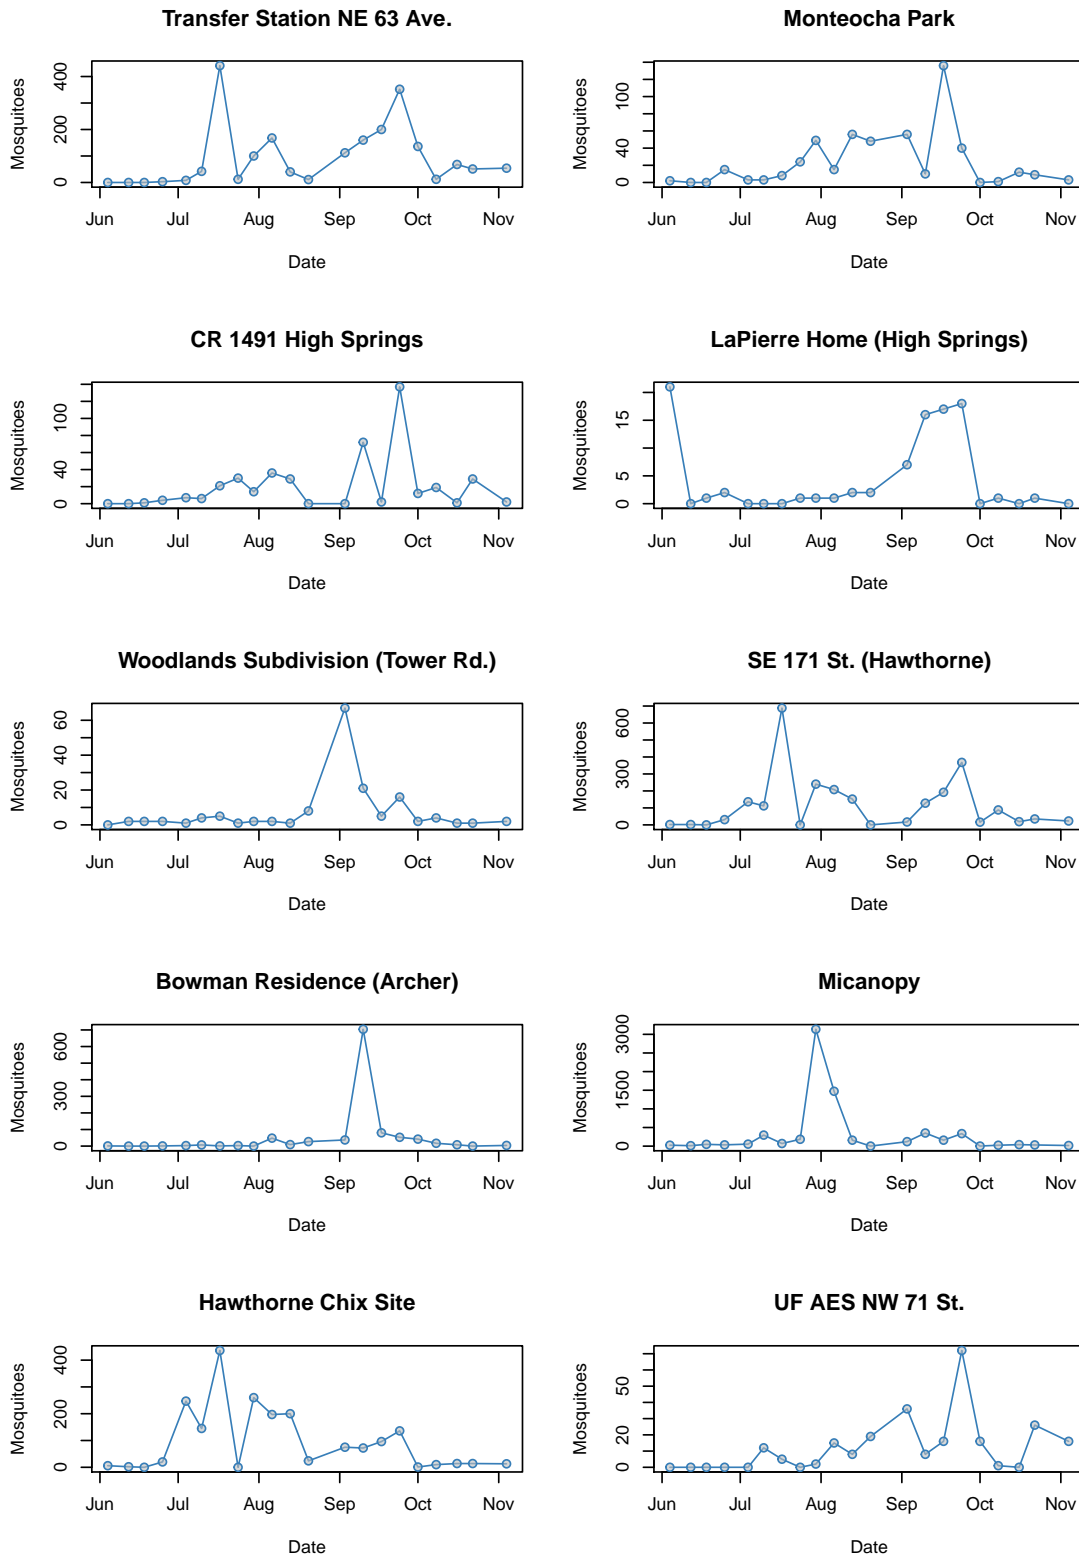 Transfer Station NE 63 Ave.
Mosquitoes
0 200 400
Jun Jul Aug Sep Oct Nov
Date
Monteocha Park
Mosquitoes
0 40 100
Jun Jul Aug Sep Oct Nov
Date
CR 1491 High Springs
Mosquitoes
0 40 100
Jun Jul Aug Sep Oct Nov
Date
LaPierre Home (High Springs)
Mosquitoes
0 5 15
Jun Jul Aug Sep Oct Nov
Date
Woodlands Subdivision (Tower Rd.)
Mosquitoes
0 20 40 60
Jun Jul Aug Sep Oct Nov
Date
SE 171 St. (Hawthorne)
Mosquitoes
0 300 600
Jun Jul Aug Sep Oct Nov
Date
Bowman Residence (Archer)
Mosquitoes
0 300 600
Jun Jul Aug Sep Oct Nov
Date
Micanopy
Mosquitoes
0 1500 3000
Jun Jul Aug Sep Oct Nov
Date
Hawthorne Chix Site
Mosquitoes
0 200 400
Jun Jul Aug Sep Oct Nov
Date
UF AES NW 71 St.
Mosquitoes
0 20 50
Jun Jul Aug Sep Oct Nov
Date